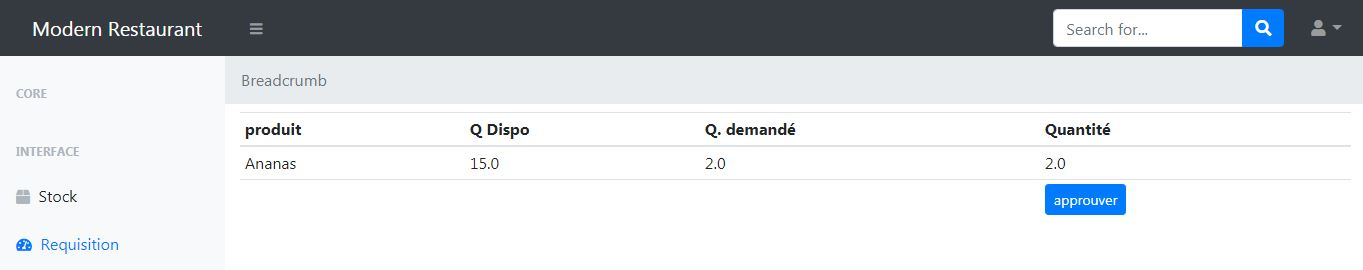 Modern Restaurant
Search for...
Breadcrumb
CORE
INTERFACE
Stock
Requisition
produit Q Dispo Q. demandé Quantité
Ananas 15.0 2.0 2.0
approuver